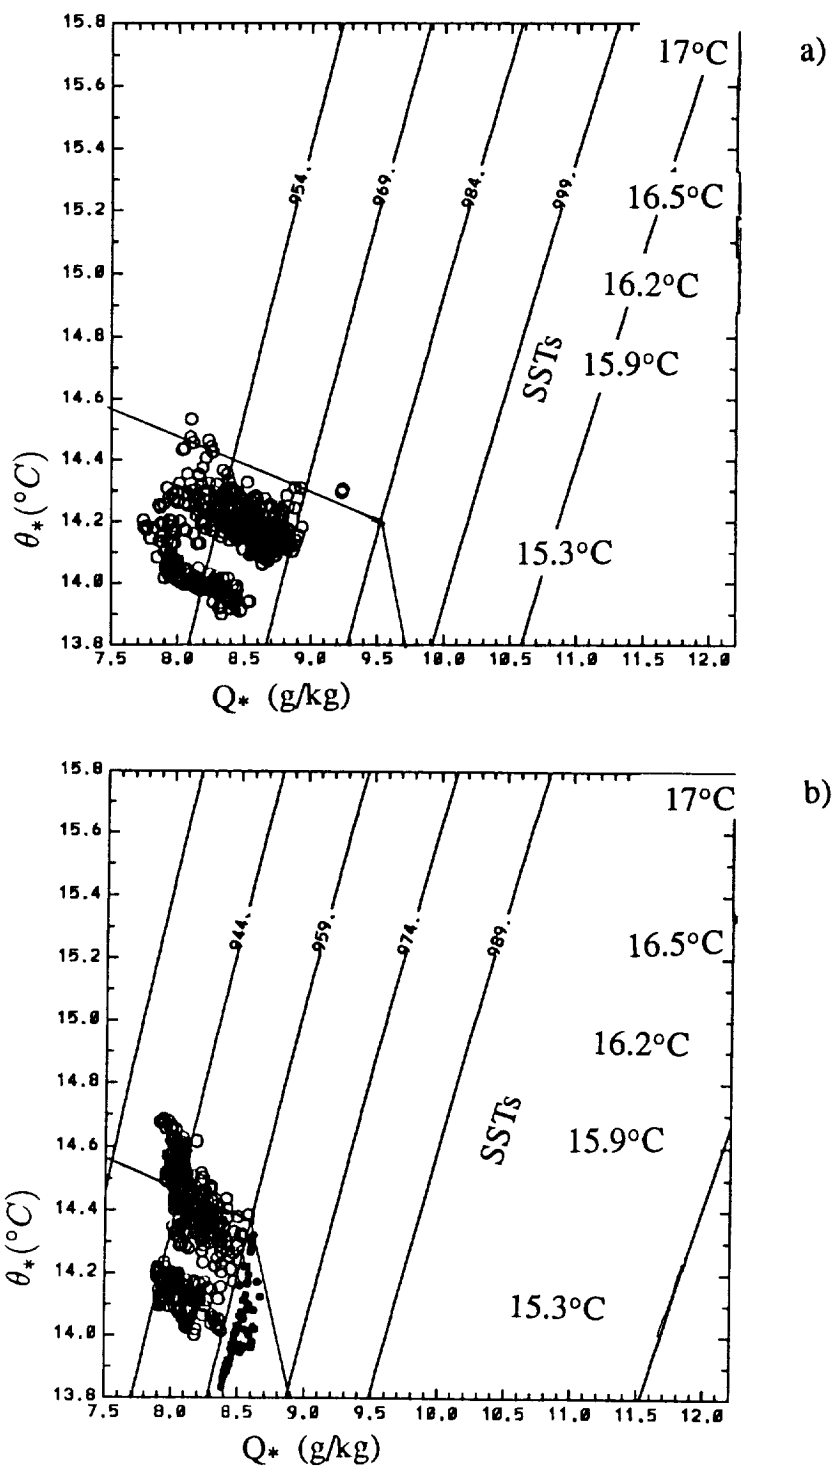 a)
15.8
17°C
15.6
15.4
954.
969.
984.
999.
16.5°C
15.2
15.0
16.2°C
14.8
SSTs
15.9°C
14.6
14.4
14.2
15.3°C
14.0
13.8
θ*(°C)
7.5 8.0 8.5 9.0 9.5 10.0 10.5 11.0 11.5 12.0
Q* (g/kg)
b)
15.8
17°C
15.6
15.4
944.
959.
974.
989.
16.5°C
15.2
15.0
16.2°C
14.8
SSTs
15.9°C
14.6
14.4
14.2
15.3°C
14.0
13.8
θ*(°C)
7.5 8.0 8.5 9.0 9.5 10.0 10.5 11.0 11.5 12.0
Q* (g/kg)